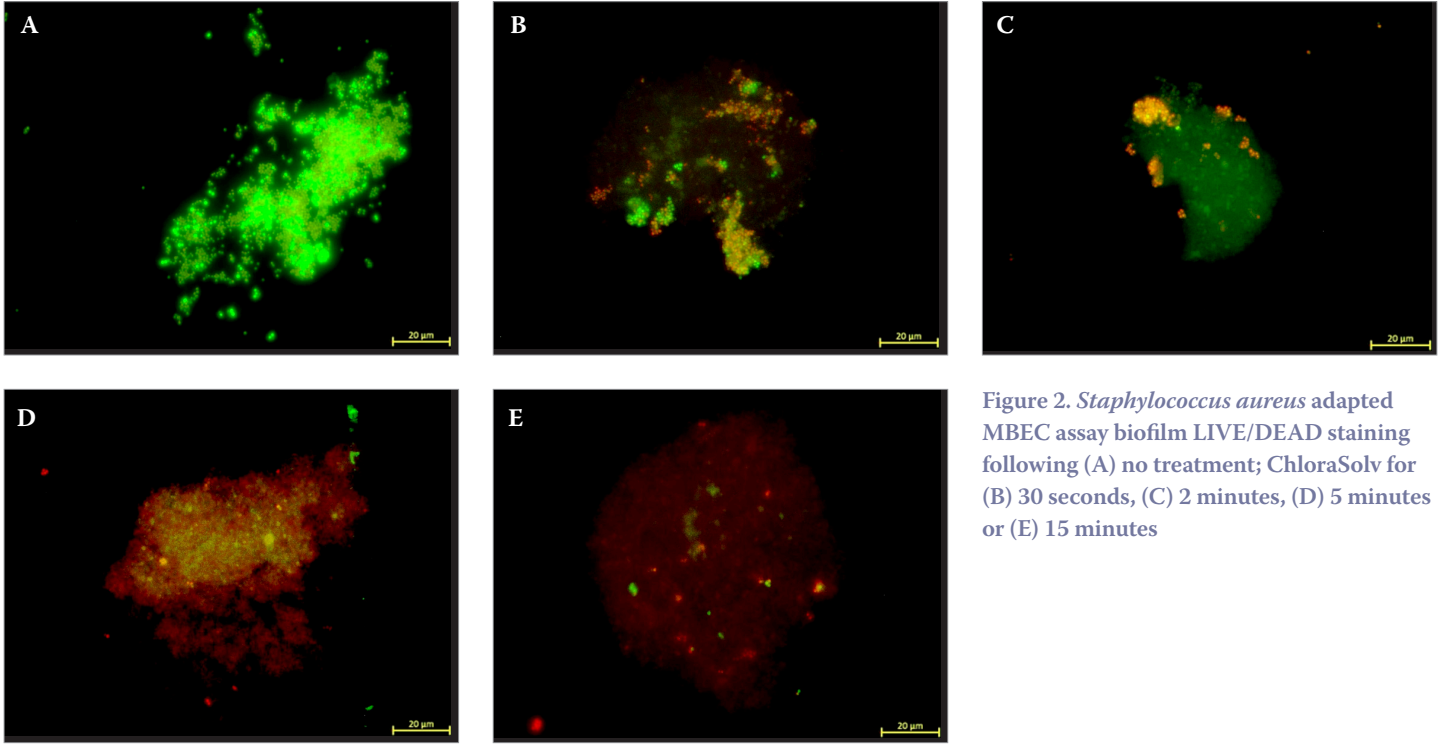 A
20 µm
B
20 µm
C
20 µm
D
20 µm
E
20 µm
Figure 2. Staphylococcus aureus adapted
MBEC assay biofilm LIVE/DEAD staining
following (A) no treatment; ChloraSolv for
(B) 30 seconds, (C) 2 minutes, (D) 5 minutes
or (E) 15 minutes